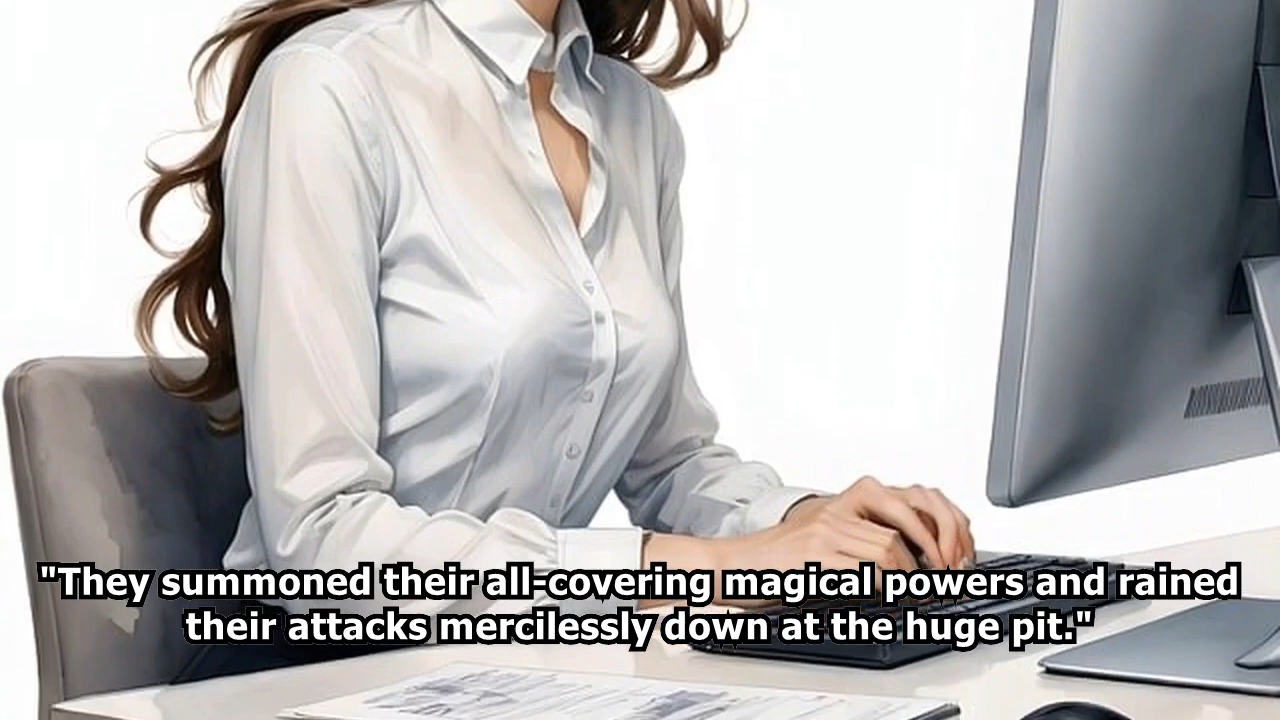 "They summoned their all-covering magical powers and rained
their attacks mercilessly down at the huge pit."